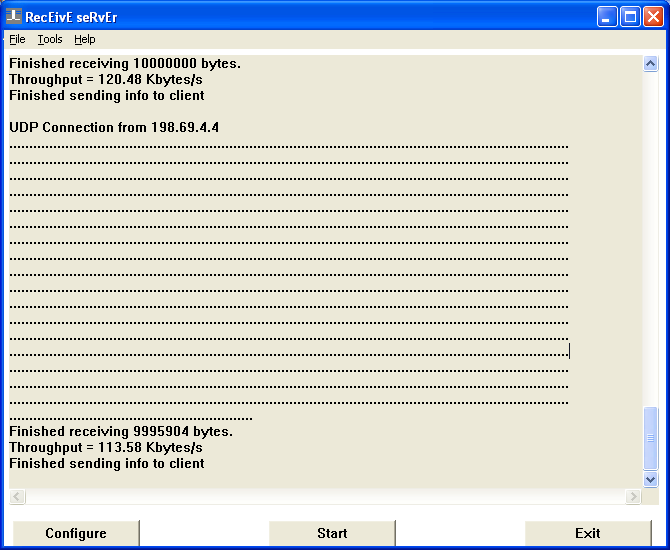 RecEivE seRvEr
File Tools Help
Finished receiving 10000000 bytes.
Throughput = 120.48 Kbytes/s
Finished sending info to client
UDP Connection from 198.69.4.4
Finished receiving 9995904 bytes.
Throughput = 113.58 Kbytes/s
Finished sending info to client
Configure Start Exit